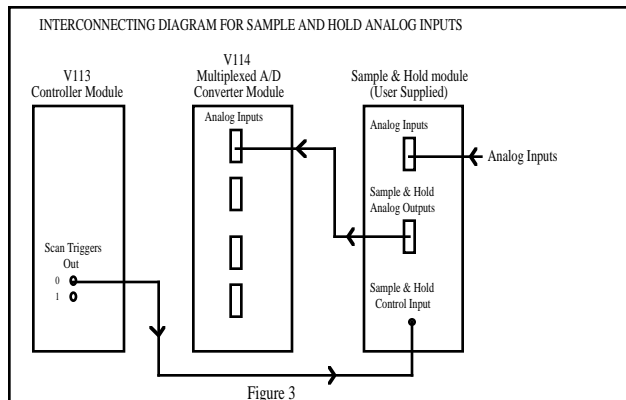 INTERCONNECTING DIAGRAM FOR SAMPLE AND HOLD ANALOG INPUTS
V113
Controller Module
V114
Multiplexed A/D
Converter Module
Sample & Hold module
(User Supplied)
Analog Inputs
Analog Inputs
Analog Inputs
Sample & Hold
Analog Outputs
Scan Triggers
Out
0
1
Sample & Hold
Control Input
Figure 3